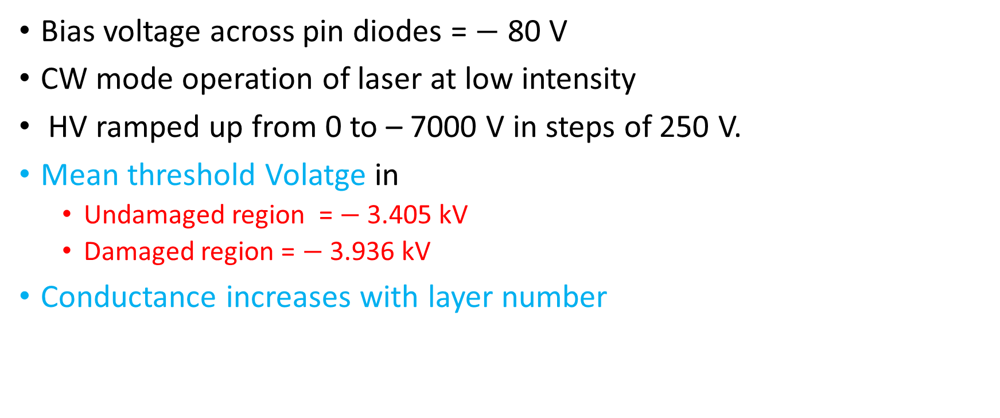 • Bias voltage across pin diodes = − 80 V
• CW mode operation of laser at low intensity
• HV ramped up from 0 to – 7000 V in steps of 250 V.
• Mean threshold Volatge in
• Undamaged region = − 3.405 kV
• Damaged region = − 3.936 kV
• Conductance increases with layer number